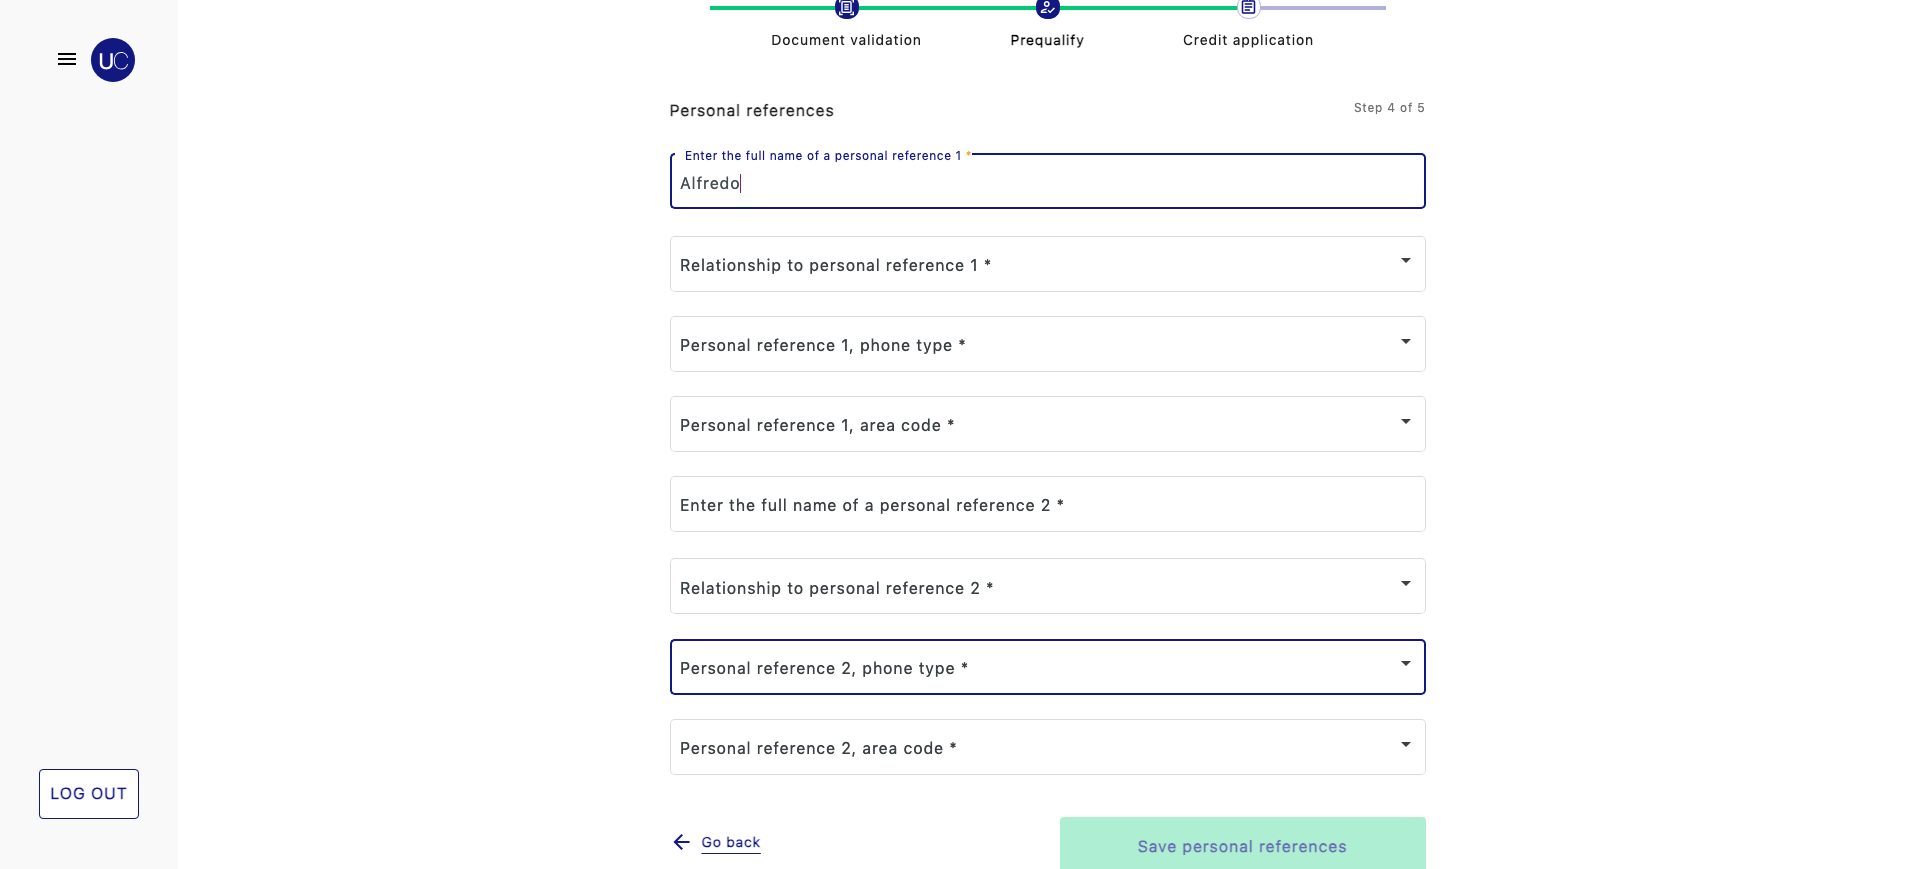 Document validation
Prequalify
Credit application
UC
Personal references
Step 4 of 5
Enter the full name of a personal reference 1 *
Alfredo
Relationship to personal reference 1 *
Personal reference 1, phone type *
Personal reference 1, area code *
Enter the full name of a personal reference 2 *
Relationship to personal reference 2 *
Personal reference 2, phone type *
Personal reference 2, area code *
LOG OUT
Go back
Save personal references